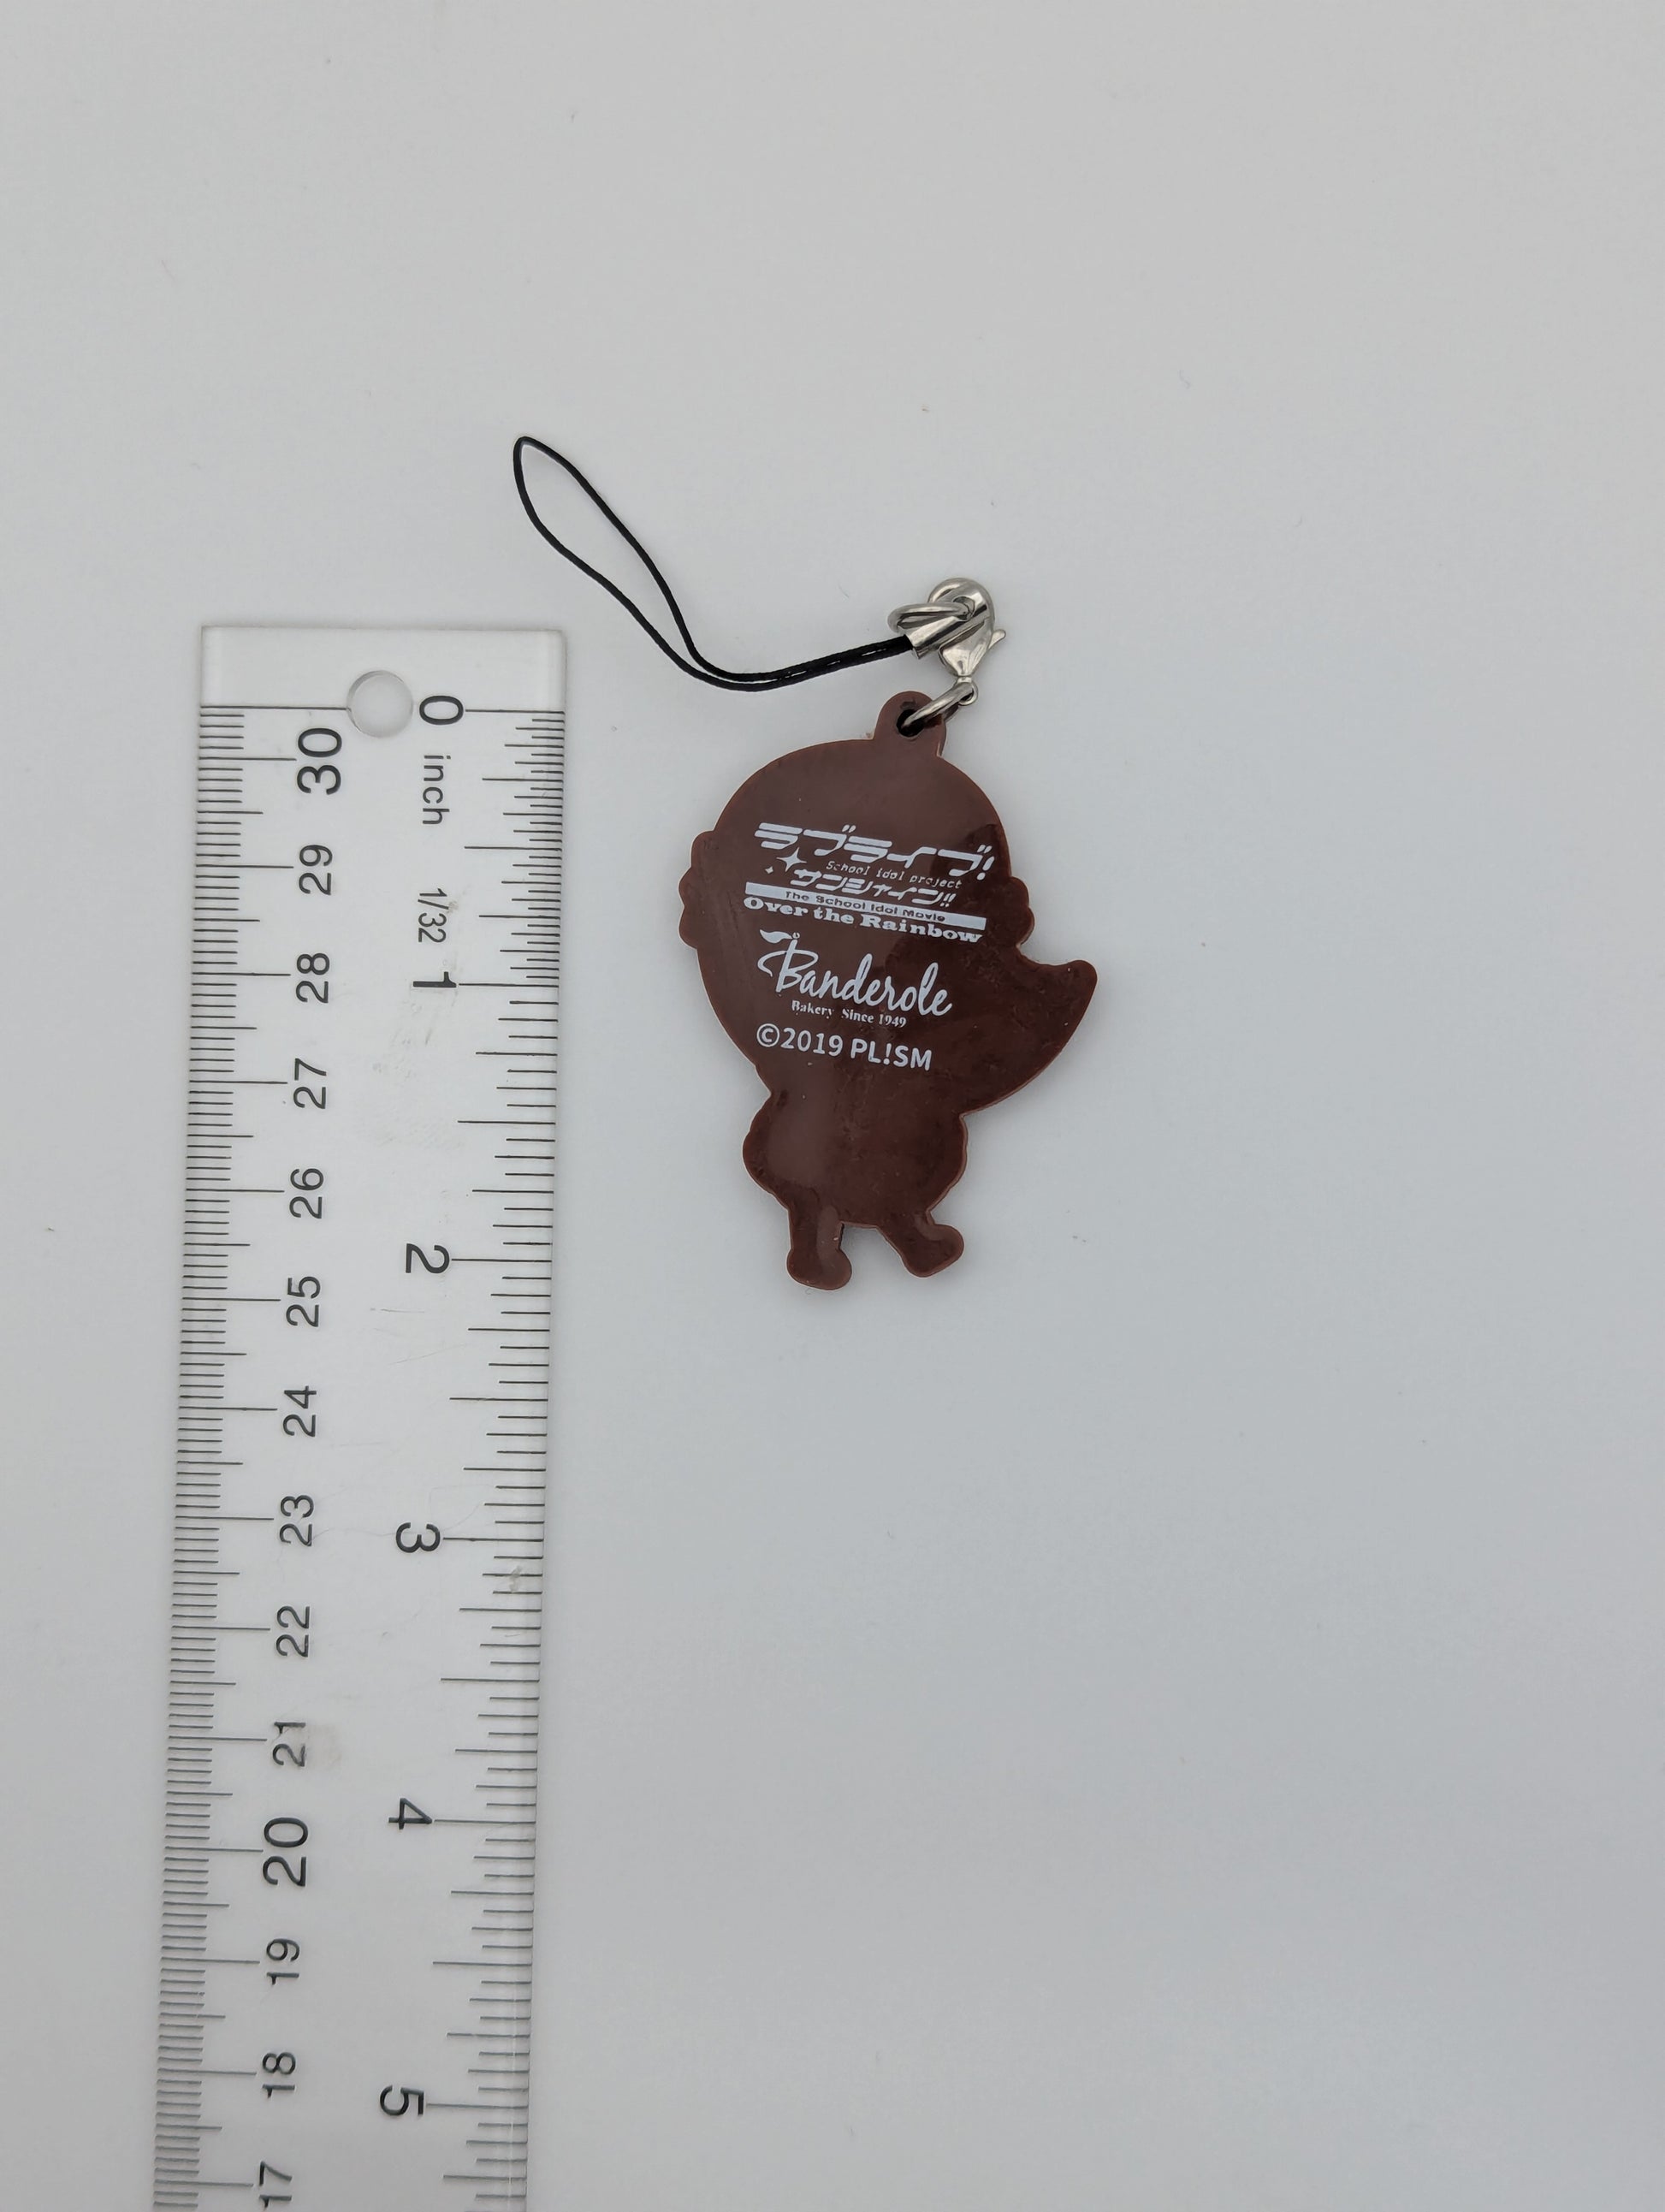 0
inch
1/32
1
2
3
4
5
30
29
28
27
26
25
24
23
22
21
20
19
18
17
ラブライブ!
School idol project
サンシャイン!!
The School Idol Movie
Over the Rainbow
Banderole
Bakery Since 1949
©2019 PL!SM